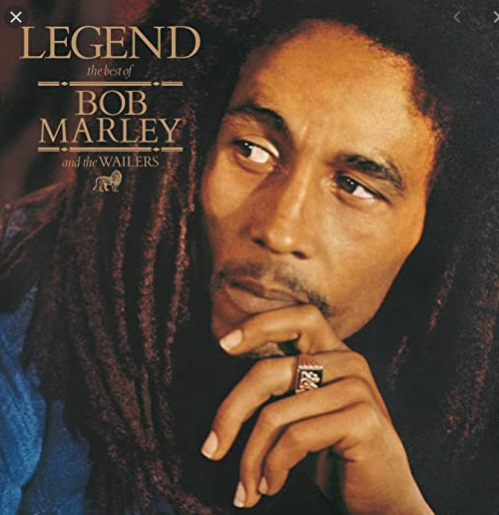 LEGEND
the best of
BOB
MARLEY
and the WAILERS